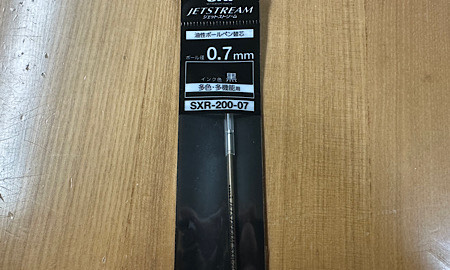 JETSTREAM
ジェットストリーム
油性ボールペン替芯
ボール径 0.7mm
インク色 黒
多色・多機能用
SXR-200-07